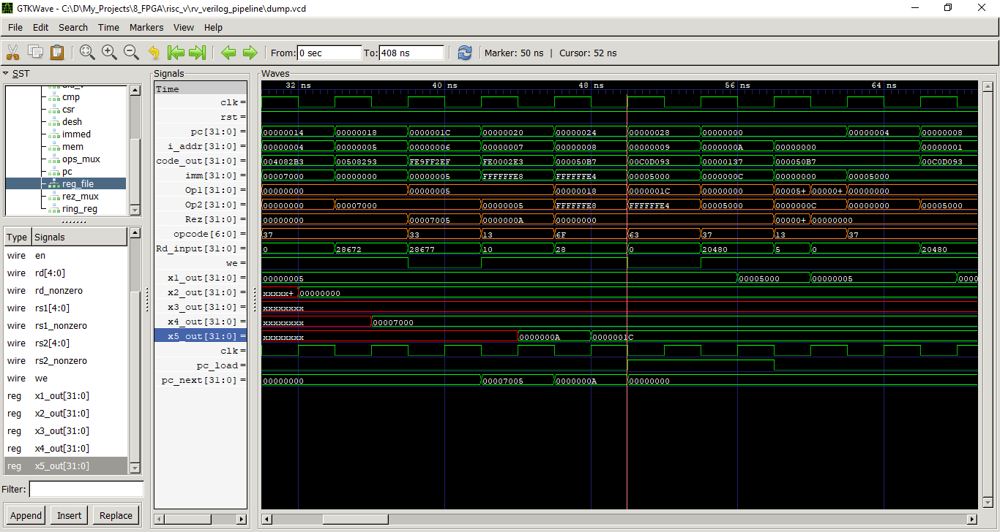 GTKWave - C:\D\My_Projects\8_FPGA\risc_v\rv_verilog_pipeline\dump.vcd
File Edit Search Time Markers View Help
From: 0 sec To: 408 ns Marker: 50 ns | Cursor: 52 ns
SST
cmp
csr
desh
immed
mem
ops_mux
pc
reg_file
rez_mux
ring_reg
Type Signals
wire en
wire rd[4:0]
wire rd_nonzero
wire rs1[4:0]
wire rs1_nonzero
wire rs2[4:0]
wire rs2_nonzero
wire we
reg x1_out[31:0]
reg x2_out[31:0]
reg x3_out[31:0]
reg x4_out[31:0]
reg x5_out[31:0]
Filter:
Append Insert Replace
Signals
Waves
Time 32 ns 40 ns 48 ns 56 ns 64 ns
clk =
rst =
pc[31:0] = 00000014 00000018 0000001C 00000020 00000024 00000028 00000000 00000004 00000008
i_addr[31:0] = 00000004 00000005 00000006 00000007 00000008 00000009 0000000A 00000000 00000001
code_out[31:0] = 004082B3 00508293 FE9FF2EF FE0002E3 000050B7 00C0D093 00000137 000050B7 00C0D093
imm[31:0] = 00007000 00000000 00000005 FFFFFFE8 FFFFFFE4 00005000 0000000C 00000000 00005000
Op1[31:0] = 00000000 00000005 00000018 0000001C 00000000 00005+ 00000+ 00000000
Op2[31:0] = 00000000 00007000 00000005 FFFFFFE8 FFFFFFE4 00005000 0000000C 00000000 00005000
Rez[31:0] = 00000000 00007005 0000000A 00000000 00000+ 00000000
opcode[6:0] = 37 33 13 6F 63 37 13 37
Rd_input[31:0] = 0 28672 28677 10 28 0 20480 5 0 20480
we =
x1_out[31:0] = 00000005 00005000 00000005 0000
x2_out[31:0] = xxxxx+ 00000000
x3_out[31:0] = xxxxxxxx
x4_out[31:0] = xxxxxxxx 00007000
x5_out[31:0] = xxxxxxxx 0000000A 0000001C
clk =
pc_load =
pc_next[31:0] = 00000000 00007005 0000000A 00000000